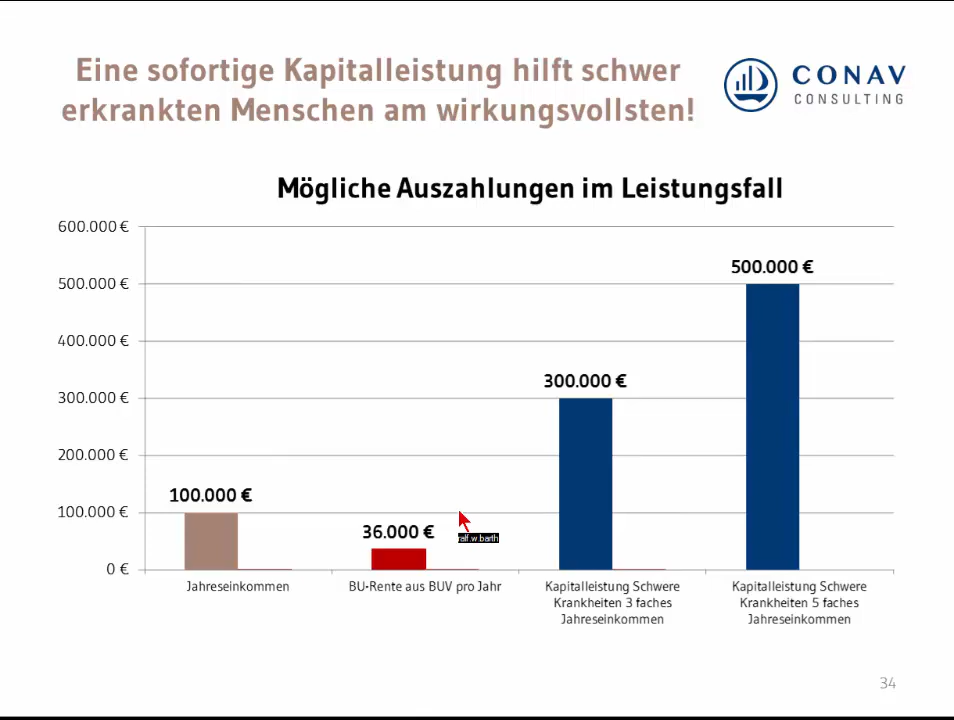 Eine sofortige Kapitalleistung hilft schwer
erkrankten Menschen am wirkungsvollsten!
CONAV
CONSULTING
Mögliche Auszahlungen im Leistungsfall
600.000 €
500.000 €
400.000 €
300.000 €
200.000 €
100.000 €
0 €
100.000 €
36.000 €
300.000 €
500.000 €
ralf.w.barth
Jahreseinkommen
BU-Rente aus BUV pro Jahr
Kapitalleistung Schwere
Krankheiten 3 faches
Jahreseinkommen
Kapitalleistung Schwere
Krankheiten 5 faches
Jahreseinkommen
34